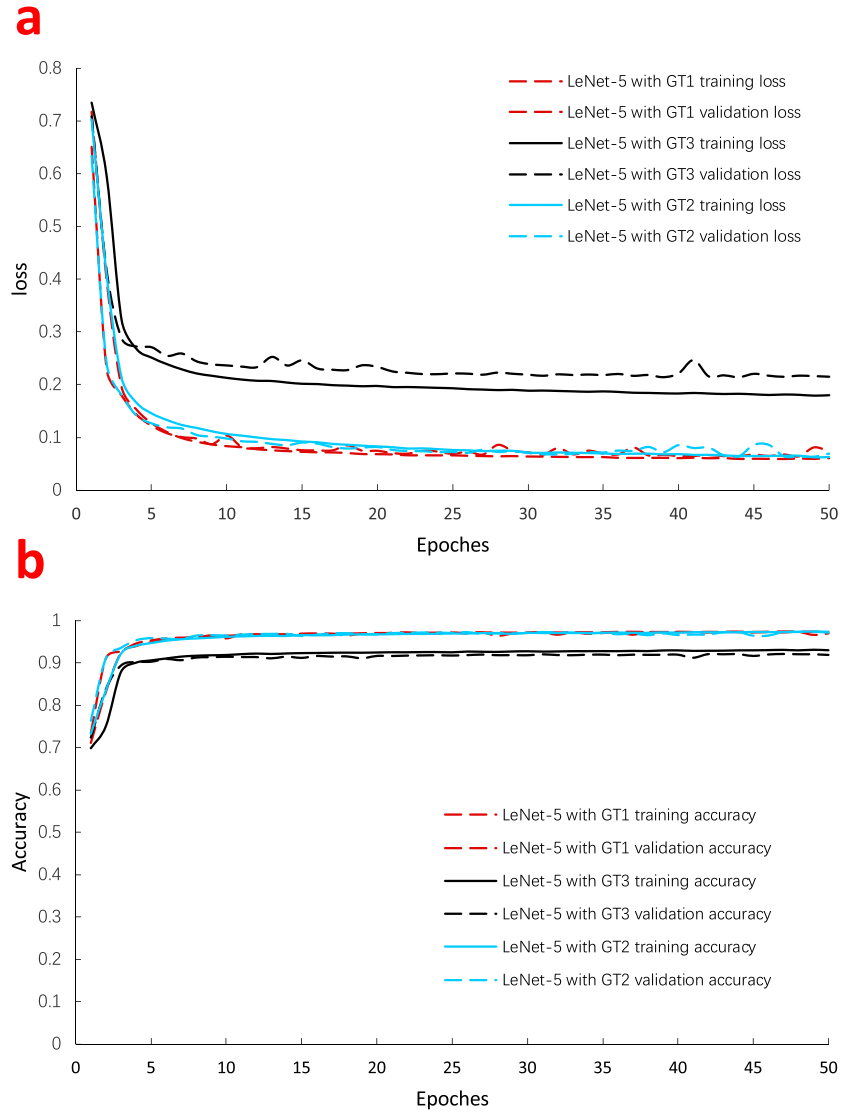 a
0.8
0.7
0.6
0.5
0.4
0.3
0.2
0.1
0
loss
LeNet-5 with GT1 training loss
LeNet-5 with GT1 validation loss
LeNet-5 with GT3 training loss
LeNet-5 with GT3 validation loss
LeNet-5 with GT2 training loss
LeNet-5 with GT2 validation loss
0 5 10 15 20 25 30 35 40 45 50
Epoches
b
1
0.9
0.8
0.7
0.6
0.5
0.4
0.3
0.2
0.1
0
Accuracy
LeNet-5 with GT1 training accuracy
LeNet-5 with GT1 validation accuracy
LeNet-5 with GT3 training accuracy
LeNet-5 with GT3 validation accuracy
LeNet-5 with GT2 training accuracy
LeNet-5 with GT2 validation accuracy
0 5 10 15 20 25 30 35 40 45 50
Epoches